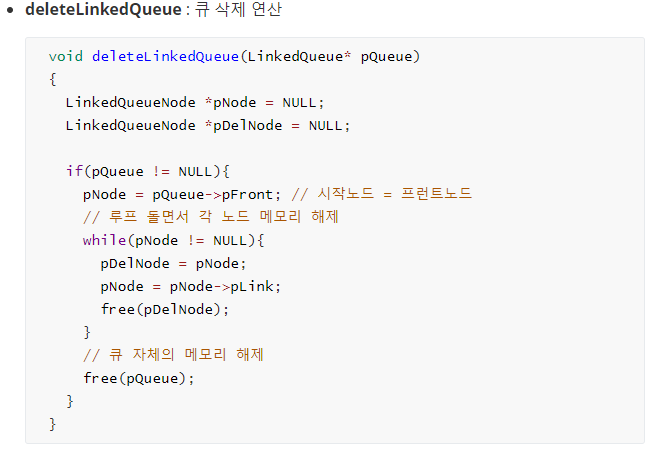 • deleteLinkedQueue : 큐 삭제 연산
void deleteLinkedQueue(LinkedQueue* pQueue)
{
  LinkedQueueNode *pNode = NULL;
  LinkedQueueNode *pDelNode = NULL;

  if(pQueue != NULL){
    pNode = pQueue->pFront; // 시작노드 = 프런트노드
    // 루프 돌면서 각 노드 메모리 해제
    while(pNode != NULL){
      pDelNode = pNode;
      pNode = pNode->pLink;
      free(pDelNode);
    }
    // 큐 자체의 메모리 해제
    free(pQueue);
  }
}